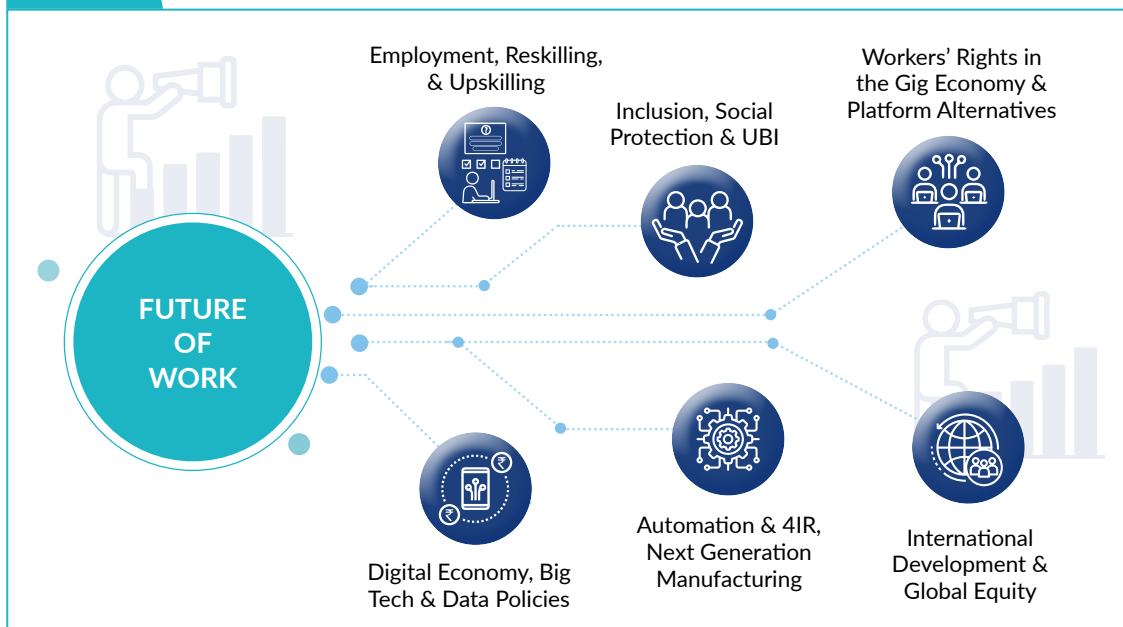 Employment, Reskilling,
& Upskilling
Inclusion, Social
Protection & UBI
Workers’ Rights in
the Gig Economy &
Platform Alternatives
FUTURE
OF
WORK
Digital Economy, Big
Tech & Data Policies
Automation & 4IR,
Next Generation
Manufacturing
International
Development &
Global Equity